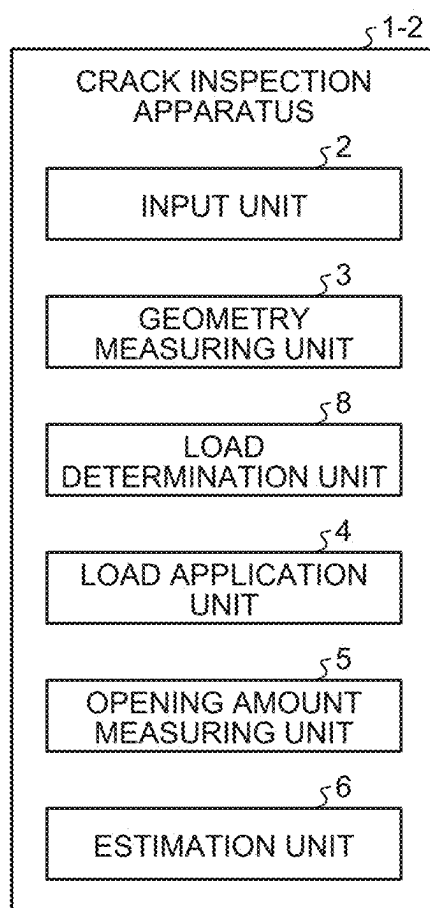 1-2
CRACK INSPECTION
APPARATUS
2
INPUT UNIT
3
GEOMETRY
MEASURING UNIT
8
LOAD
DETERMINATION UNIT
4
LOAD APPLICATION
UNIT
5
OPENING AMOUNT
MEASURING UNIT
6
ESTIMATION UNIT